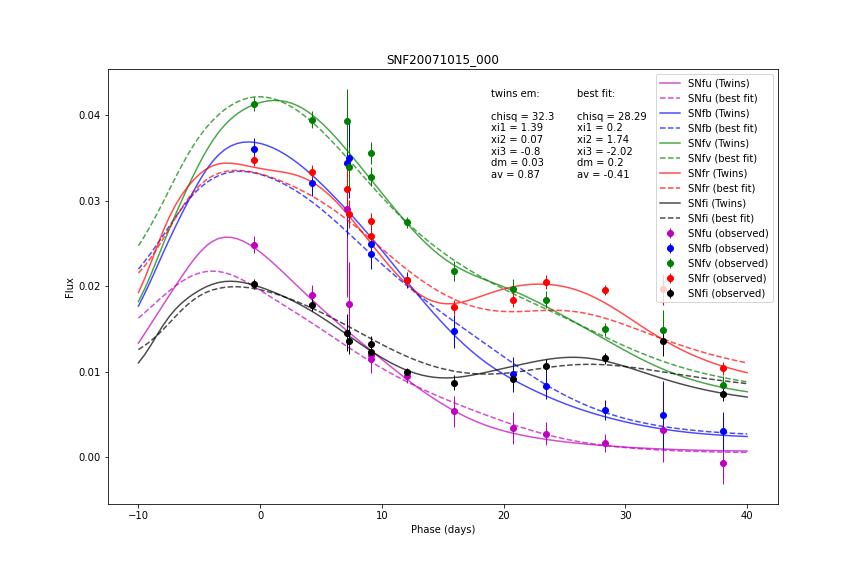 SNF20071015_000
twins em:
chisq = 32.3
xi1 = 1.39
xi2 = 0.07
xi3 = -0.8
dm = 0.03
av = 0.87
best fit:
chisq = 28.29
xi1 = 0.2
xi2 = 1.74
xi3 = -2.02
dm = 0.2
av = -0.41
SNfu (Twins)
SNfu (best fit)
SNfb (Twins)
SNfb (best fit)
SNfv (Twins)
SNfv (best fit)
SNfr (Twins)
SNfr (best fit)
SNfi (Twins)
SNfi (best fit)
SNfu (observed)
SNfb (observed)
SNfv (observed)
SNfr (observed)
SNfi (observed)
Flux
0.04
0.03
0.02
0.01
0.00
−10
0
10
20
30
40
Phase (days)